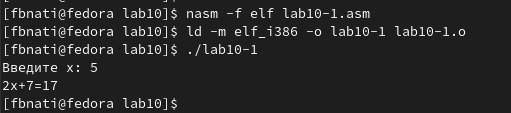 [fbnati@fedora lab10]$ nasm -f elf lab10-1.asm
[fbnati@fedora lab10]$ ld -m elf_i386 -o lab10-1 lab10-1.o
[fbnati@fedora lab10]$ ./lab10-1
Введите x: 5
2x+7=17
[fbnati@fedora lab10]$